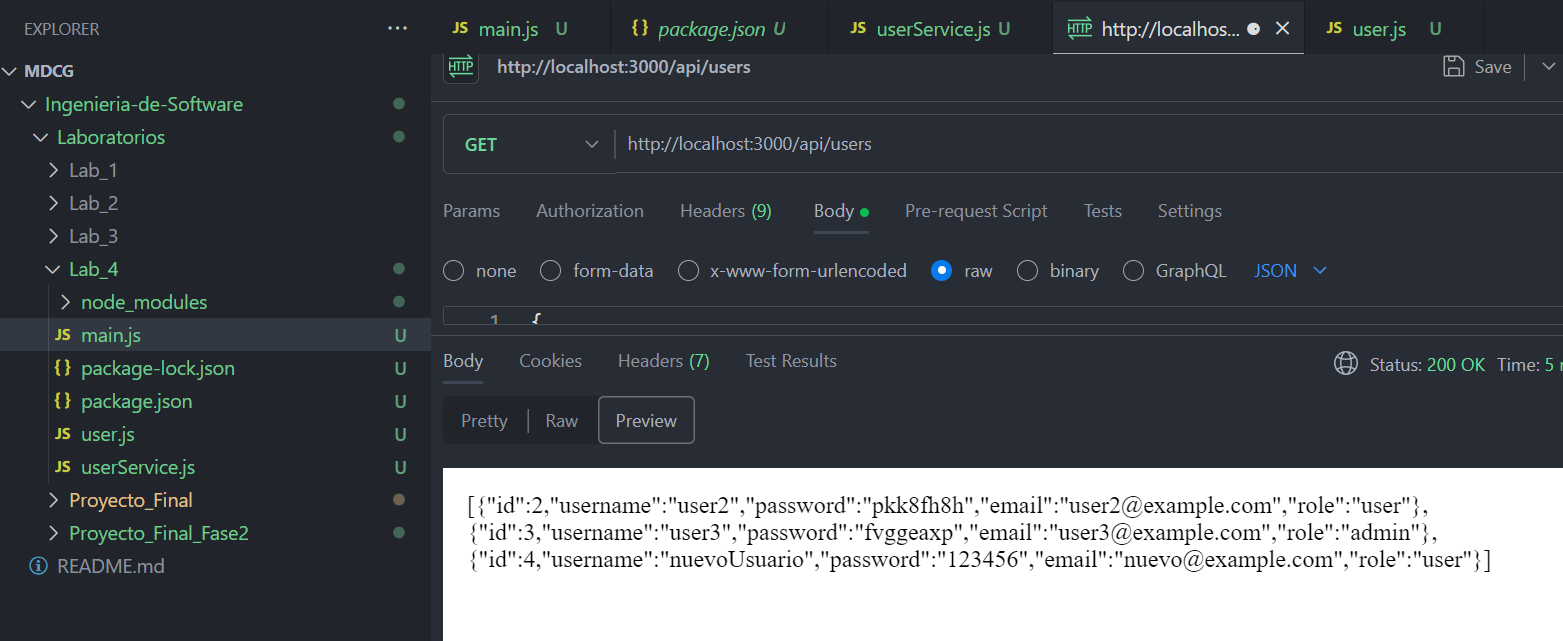 EXPLORER
MDCG
Ingenieria-de-Software
Laboratorios
Lab_1
Lab_2
Lab_3
Lab_4
node_modules
JS main.js U
{} package-lock.json U
{} package.json U
JS user.js U
JS userService.js U
Proyecto_Final
Proyecto_Final_Fase2
README.md
JS main.js U
{} package.json U
JS userService.js U
HTTP http://localhos...
JS user.js U
HTTP http://localhost:3000/api/users
Save
GET http://localhost:3000/api/users
Params Authorization Headers (9) Body Pre-request Script Tests Settings
none form-data x-www-form-urlencoded raw binary GraphQL JSON
1 {
Body Cookies Headers (7) Test Results Status: 200 OK Time: 5
Pretty Raw Preview
[{"id":2,"username":"user2","password":"pkk8fh8h","email":"user2@example.com","role":"user"},
{"id":3,"username":"user3","password":"fvggeaxp","email":"user3@example.com","role":"admin"},
{"id":4,"username":"nuevoUsuario","password":"123456","email":"nuevo@example.com","role":"user"}]